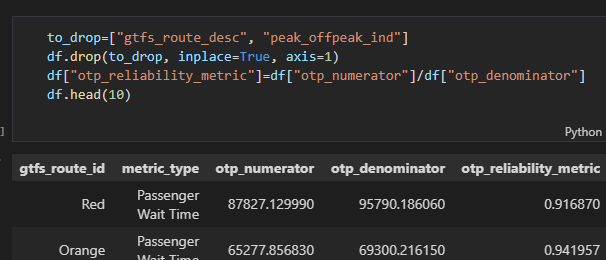 to_drop=["gtfs_route_desc", "peak_offpeak_ind"]
df.drop(to_drop, inplace=True, axis=1)
df["otp_reliability_metric"]=df["otp_numerator"]/df["otp_denominator"]
df.head(10)
]
Python
gtfs_route_id metric_type otp_numerator otp_denominator otp_reliability_metric
Red Passenger Wait Time 87827.129990 95790.186060 0.916870
Orange Passenger Wait Time 65277.856830 69300.216150 0.941957